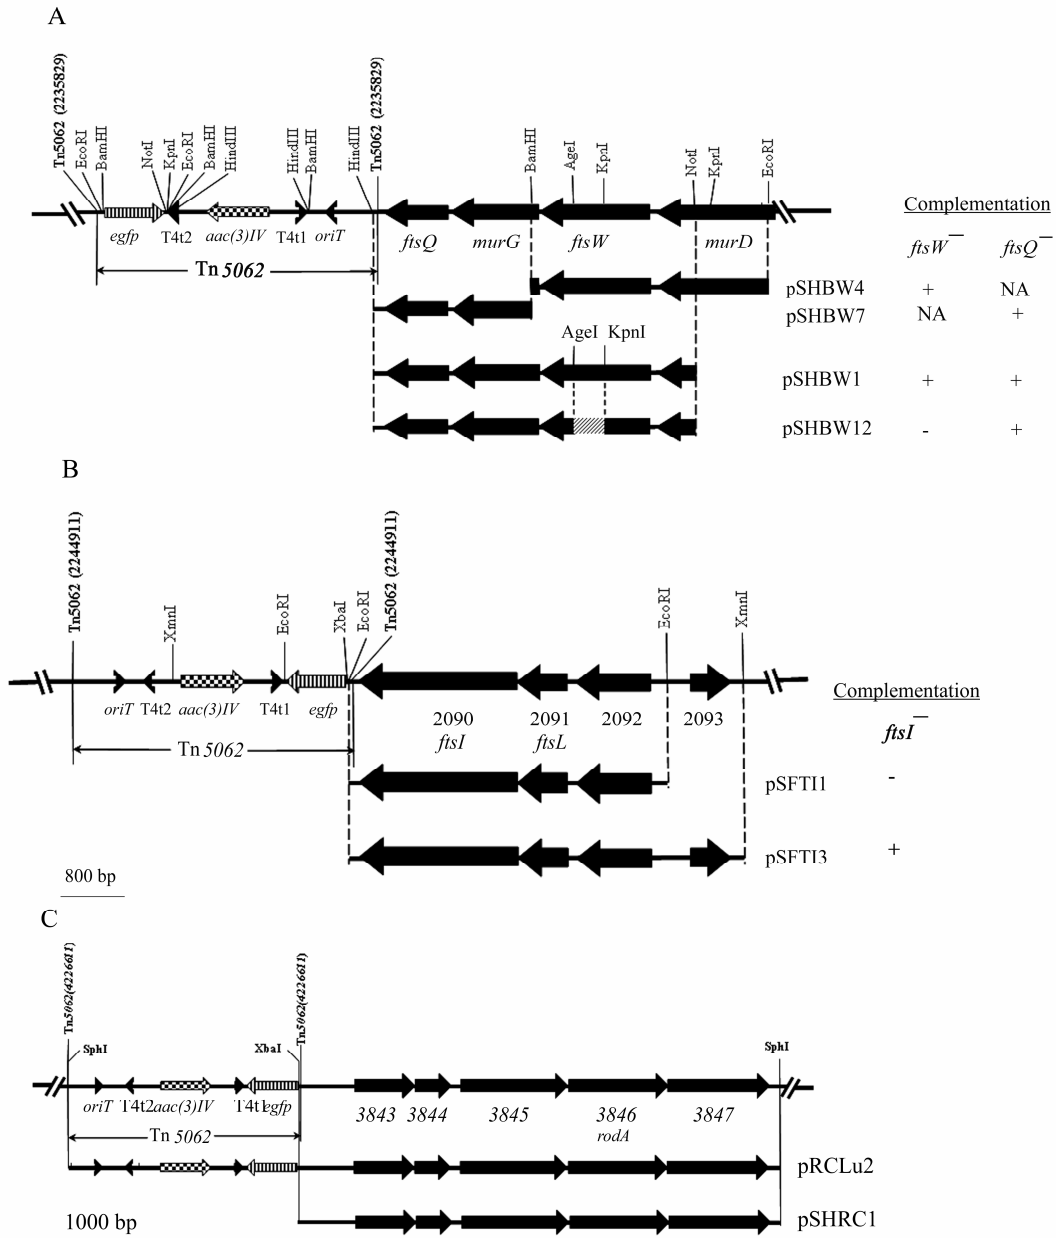 A
Tn5062 (2235829)
EcoRI
BamHI
NotI
KpnI
EcoRI
BamHI
HindIII
HindIII
BamHI
HindIII
Tn5062 (2235829)
BamHI
AgeI
KpnI
NotI
KpnI
EcoRI
egfp T4t2 aac(3)IV T4t1 oriT ftsQ murG ftsW murD
Tn 5062
Complementation
ftsW– ftsQ–
pSHBW4 + NA
pSHBW7 NA +
AgeI KpnI
pSHBW1 + +
pSHBW12 - +
B
Tn5062 (2244911)
XmnI
EcoRI
XbaI
EcoRI
Tn5062 (2244911)
EcoRI
XmnI
oriT T4t2 aac(3)IV T4t1 egfp
2090 2091 2092 2093
ftsI ftsL
Tn 5062
Complementation
ftsI–
pSFTI1 -
pSFTI3 +
800 bp
C
Tn5062(4226611)
SphI
XbaI
Tn5062(4226611)
SphI
oriT T4t2 aac(3)IV T4t1 egfp
3843 3844 3845 3846 3847
rodA
Tn 5062
pRCLu2
pSHRC1
1000 bp